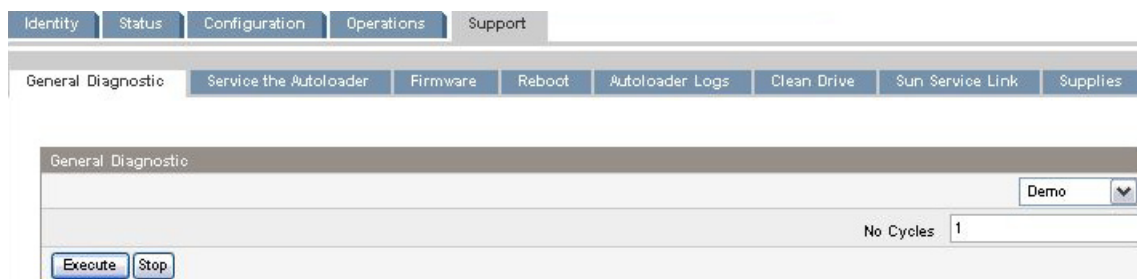 Identity Status Configuration Operations Support
General Diagnostic Service the Autoloader Firmware Reboot Autoloader Logs Clean Drive Sun Service Link Supplies
General Diagnostic
Demo
No Cycles 1
Execute Stop